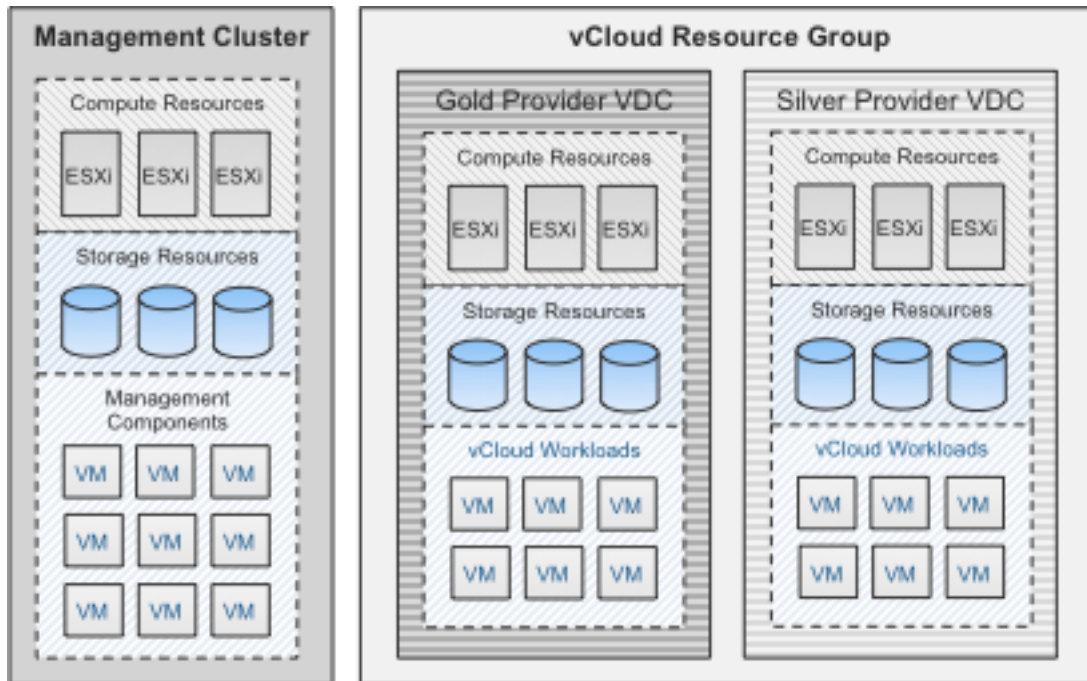 Management Cluster
Compute Resources
ESXi ESXi ESXi
Storage Resources
Management
Components
VM VM VM
VM VM VM
VM VM VM
vCloud Resource Group
Gold Provider VDC
Compute Resources
ESXi ESXi ESXi
Storage Resources
vCloud Workloads
VM VM VM
VM VM VM
Silver Provider VDC
Compute Resources
ESXi ESXi ESXi
Storage Resources
vCloud Workloads
VM VM VM
VM VM VM